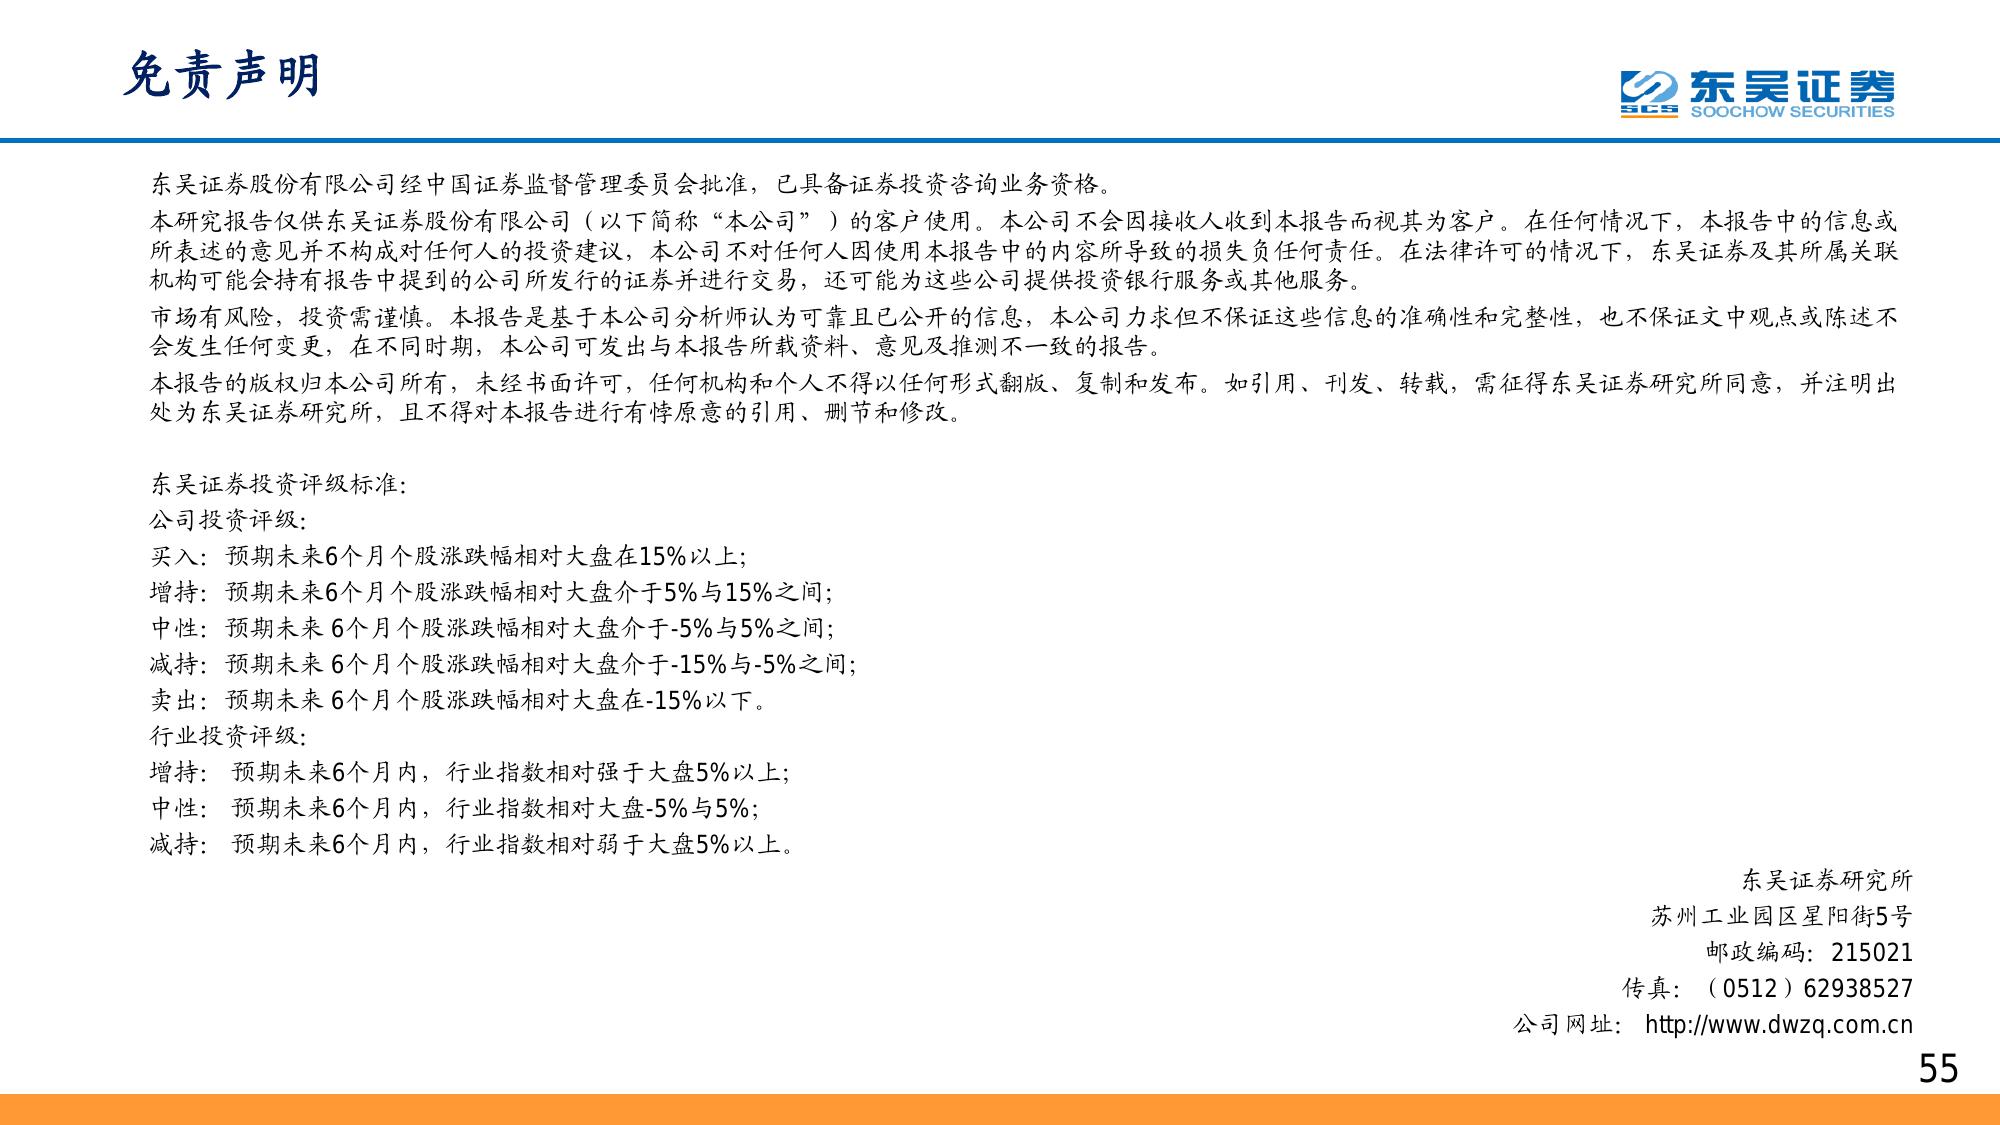 免责声明
SCS
东吴证券
SOOCHOW SECURITIES
东吴证券股份有限公司经中国证券监督管理委员会批准，已具备证券投资咨询业务资格。
本研究报告仅供东吴证券股份有限公司（以下简称“本公司”）的客户使用。本公司不会因接收人收到本报告而视其为客户。在任何情况下，本报告中的信息或
所表述的意见并不构成对任何人的投资建议，本公司不对任何人因使用本报告中的内容所导致的损失负任何责任。在法律许可的情况下，东吴证券及其所属关联
机构可能会持有报告中提到的公司所发行的证券并进行交易，还可能为这些公司提供投资银行服务或其他服务。
市场有风险，投资需谨慎。本报告是基于本公司分析师认为可靠且已公开的信息，本公司力求但不保证这些信息的准确性和完整性，也不保证文中观点或陈述不
会发生任何变更，在不同时期，本公司可发出与本报告所载资料、意见及推测不一致的报告。
本报告的版权归本公司所有，未经书面许可，任何机构和个人不得以任何形式翻版、复制和发布。如引用、刊发、转载，需征得东吴证券研究所同意，并注明出
处为东吴证券研究所，且不得对本报告进行有悖原意的引用、删节和修改。
东吴证券投资评级标准：
公司投资评级：
买入：预期未来6个月个股涨跌幅相对大盘在15%以上；
增持：预期未来6个月个股涨跌幅相对大盘介于5%与15%之间；
中性：预期未来 6个月个股涨跌幅相对大盘介于-5%与5%之间；
减持：预期未来 6个月个股涨跌幅相对大盘介于-15%与-5%之间；
卖出：预期未来 6个月个股涨跌幅相对大盘在-15%以下。
行业投资评级：
增持： 预期未来6个月内，行业指数相对强于大盘5%以上；
中性： 预期未来6个月内，行业指数相对大盘-5%与5%；
减持： 预期未来6个月内，行业指数相对弱于大盘5%以上。
东吴证券研究所
苏州工业园区星阳街5号
邮政编码：215021
传真：（0512）62938527
公司网址： http://www.dwzq.com.cn
55